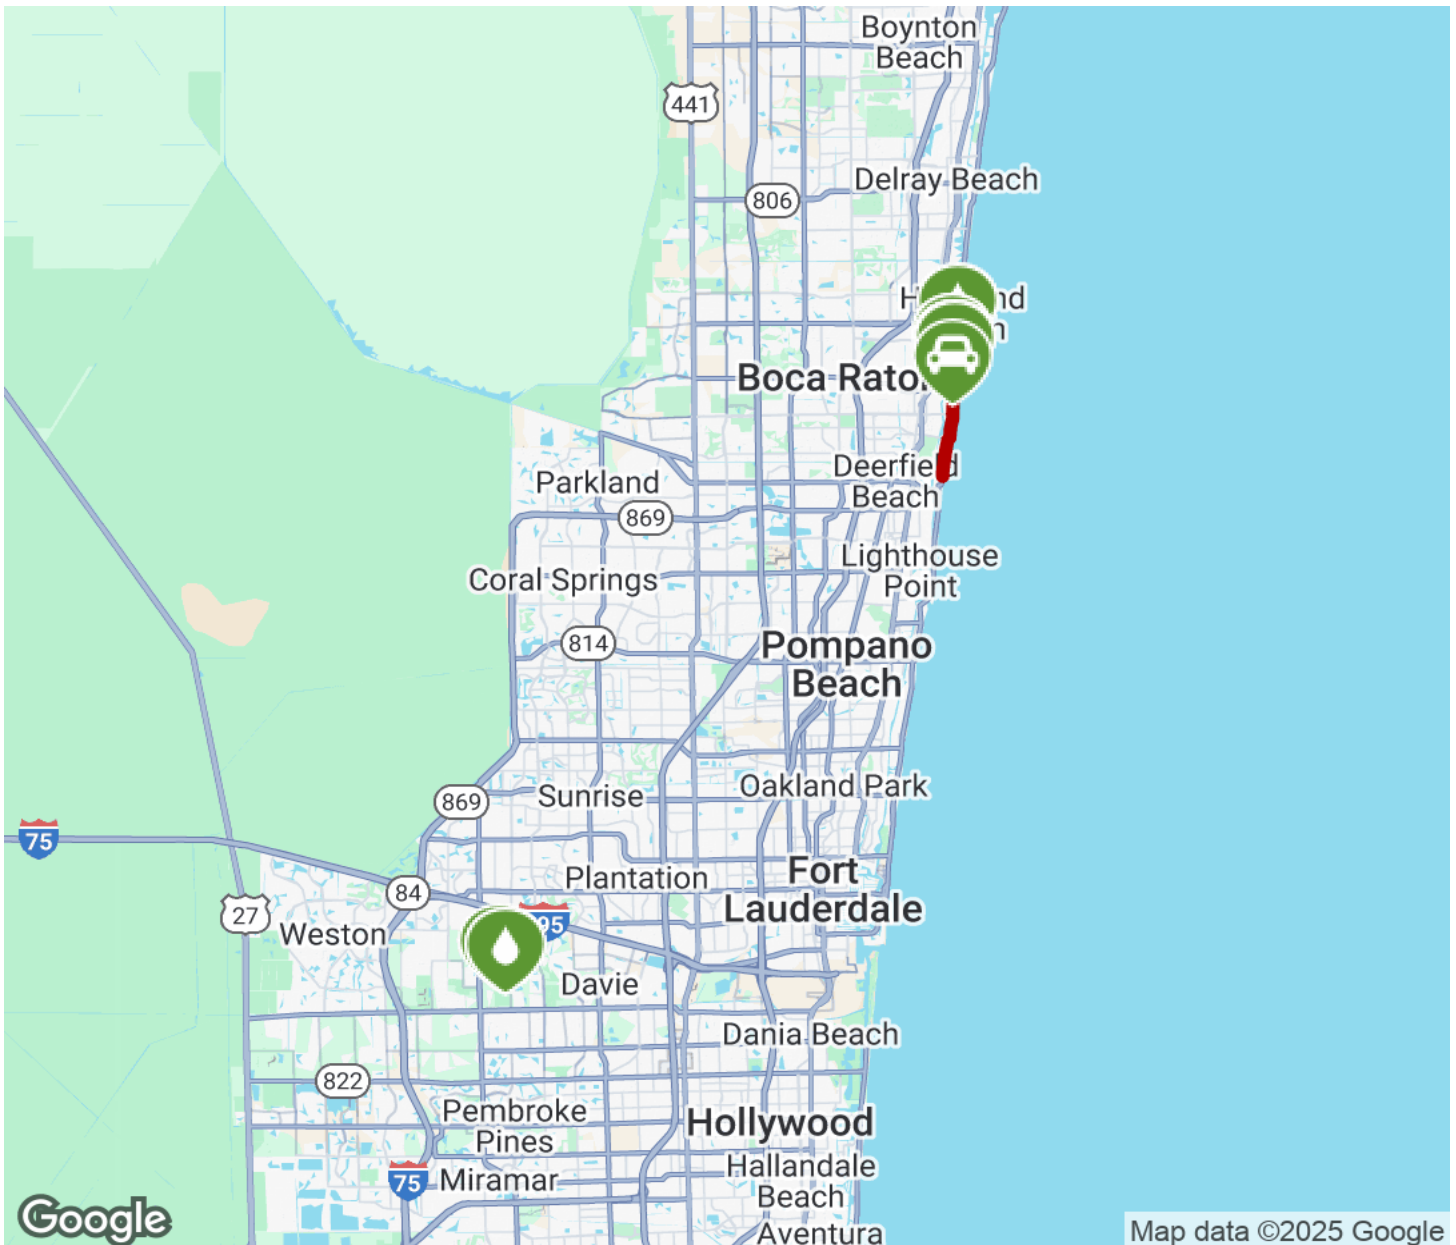 Boynton
Beach
441
Delray Beach
806
Boca Rato
Deerfield
Beach
Parkland
869
Lighthouse
Point
Coral Springs
814
Pompano
Beach
Oakland Park
Sunrise
869
75
Fort
Lauderdale
Plantation
84
27
95
Weston
Davie
Dania Beach
822
Pembroke
Pines
Hollywood
Hallandale
Beach
75
Miramar
Aventura
Google
Map data ©2025 Google